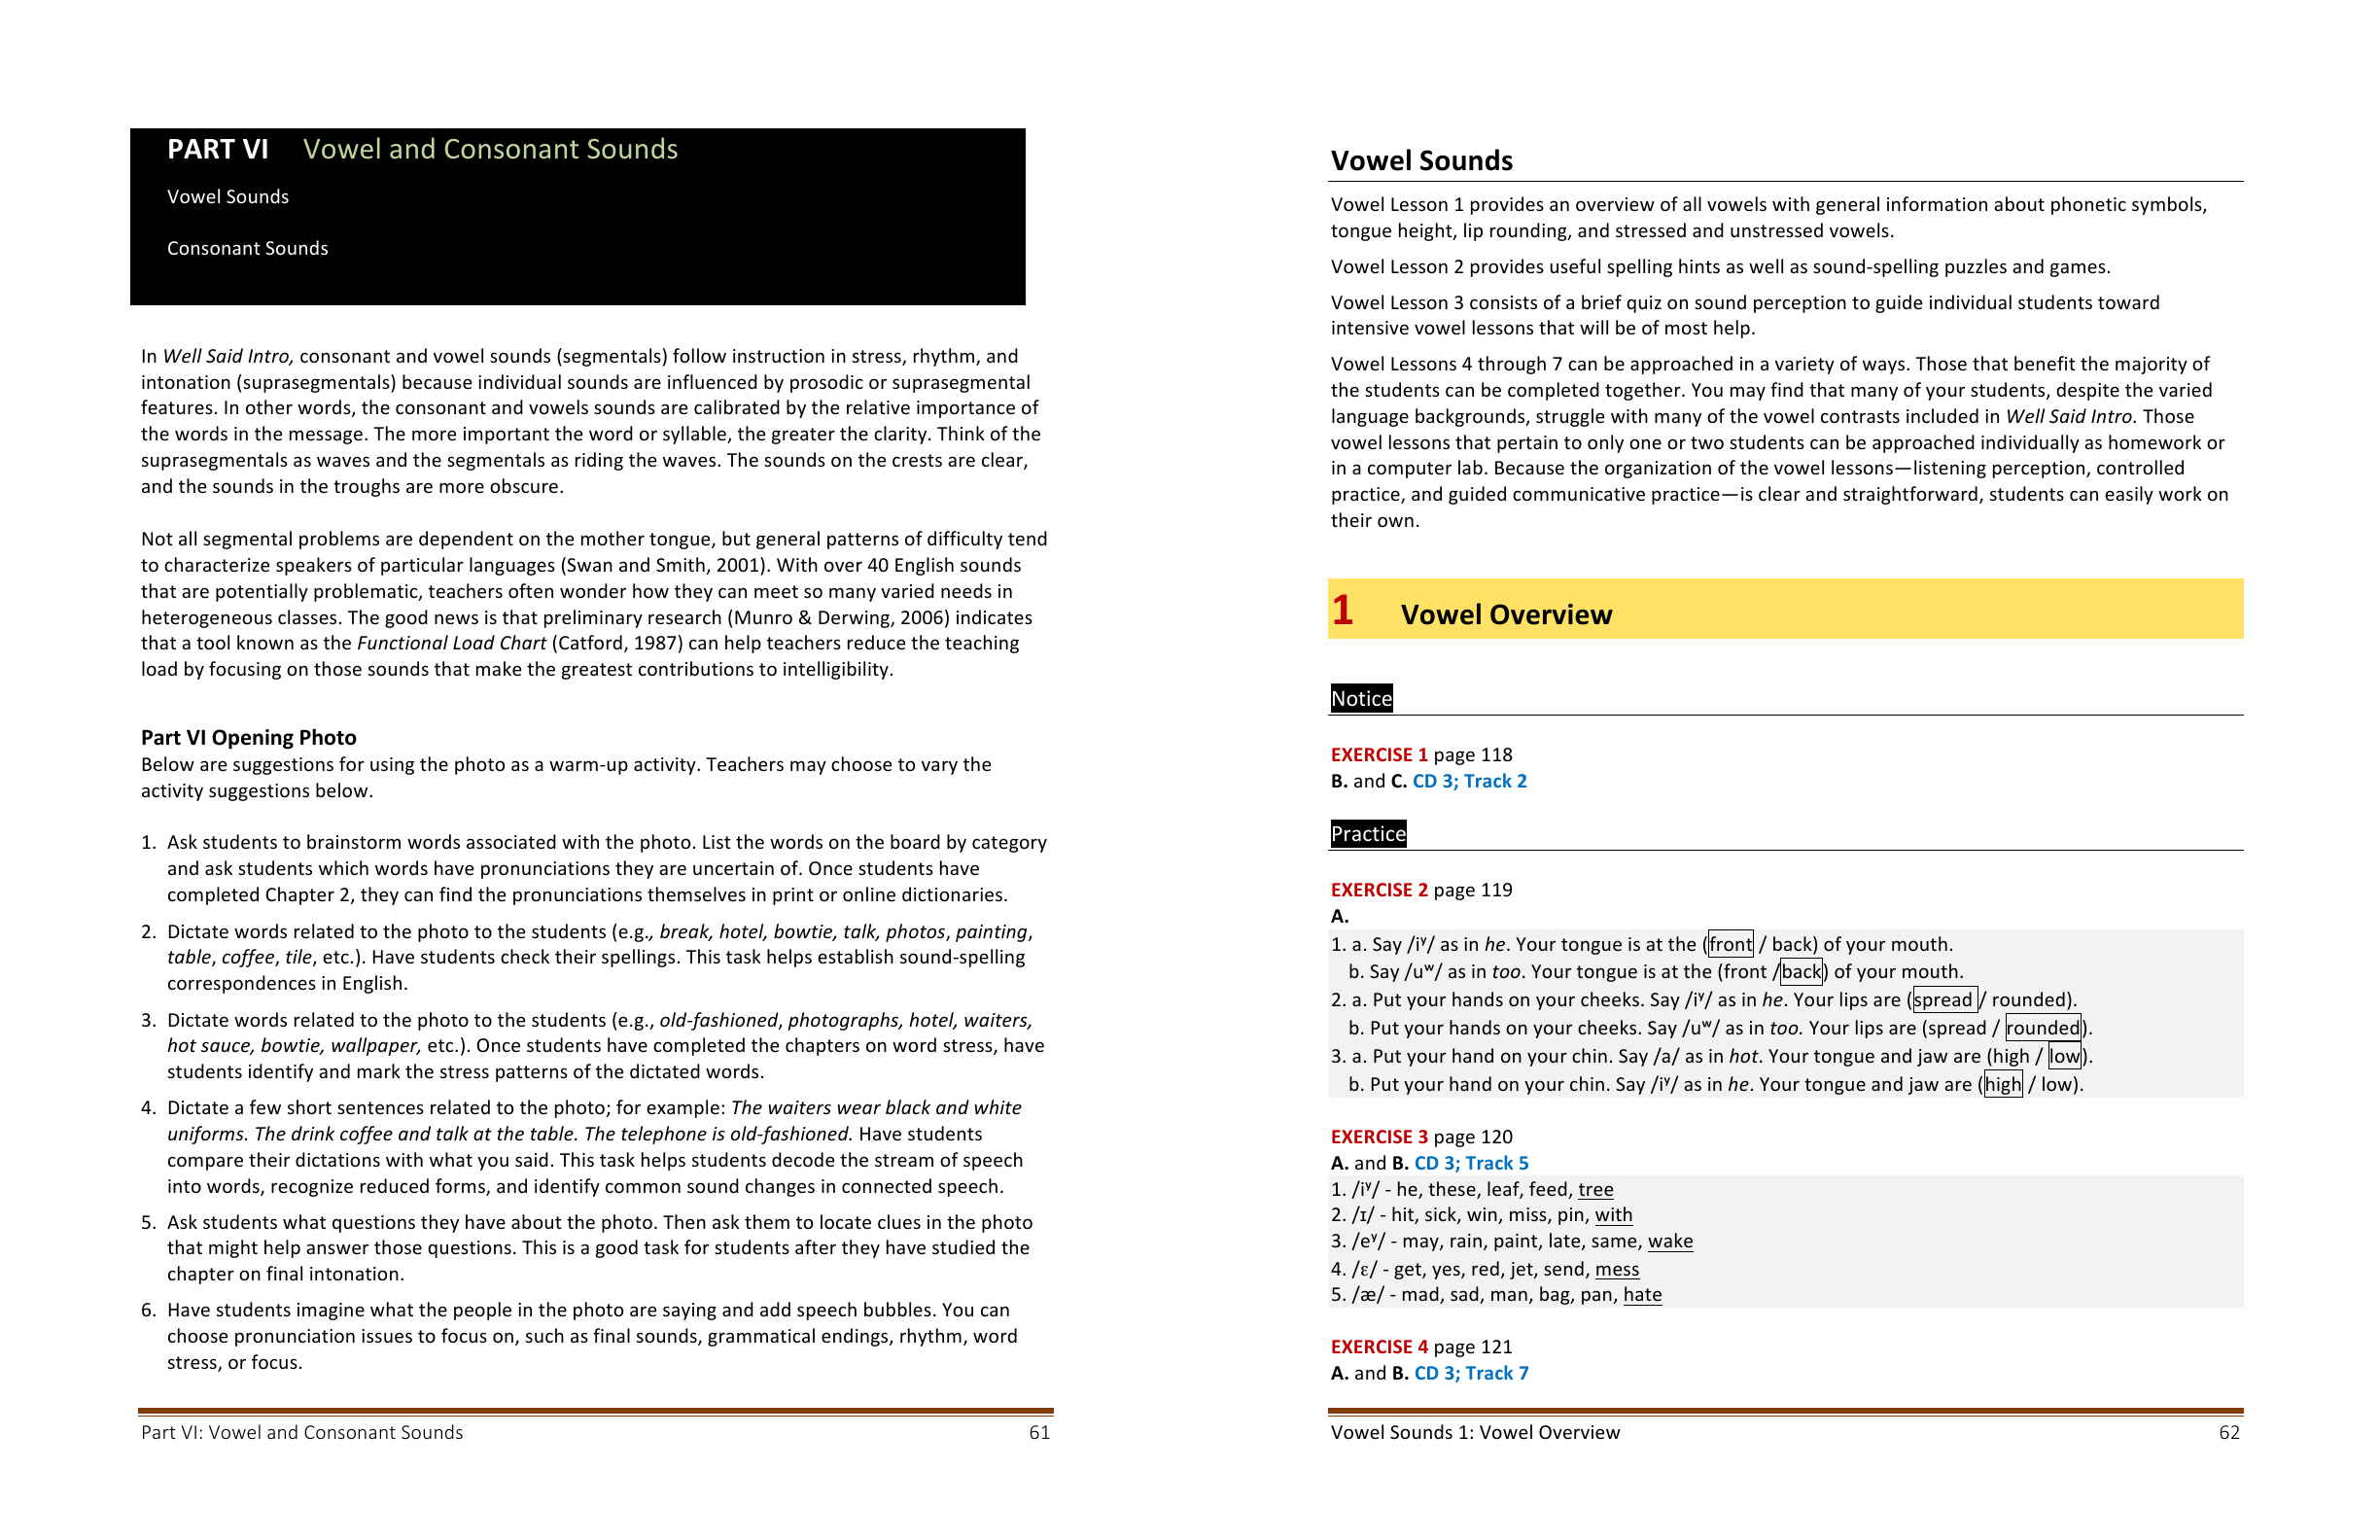 PART VI Vowel and Consonant Sounds
Vowel Sounds
Consonant Sounds
In Well Said Intro, consonant and vowel sounds (segmentals) follow instruction in stress, rhythm, and
intonation (suprasegmentals) because individual sounds are influenced by prosodic or suprasegmental
features. In other words, the consonant and vowels sounds are calibrated by the relative importance of
the words in the message. The more important the word or syllable, the greater the clarity. Think of the
suprasegmentals as waves and the segmentals as riding the waves. The sounds on the crests are clear,
and the sounds in the troughs are more obscure.
Not all segmental problems are dependent on the mother tongue, but general patterns of difficulty tend
to characterize speakers of particular languages (Swan and Smith, 2001). With over 40 English sounds
that are potentially problematic, teachers often wonder how they can meet so many varied needs in
heterogeneous classes. The good news is that preliminary research (Munro & Derwing, 2006) indicates
that a tool known as the Functional Load Chart (Catford, 1987) can help teachers reduce the teaching
load by focusing on those sounds that make the greatest contributions to intelligibility.
Part VI Opening Photo
Below are suggestions for using the photo as a warm-up activity. Teachers may choose to vary the
activity suggestions below.
1. Ask students to brainstorm words associated with the photo. List the words on the board by category
and ask students which words have pronunciations they are uncertain of. Once students have
completed Chapter 2, they can find the pronunciations themselves in print or online dictionaries.
2. Dictate words related to the photo to the students (e.g., break, hotel, bowtie, talk, photos, painting,
table, coffee, tile, etc.). Have students check their spellings. This task helps establish sound-spelling
correspondences in English.
3. Dictate words related to the photo to the students (e.g., old-fashioned, photographs, hotel, waiters,
hot sauce, bowtie, wallpaper, etc.). Once students have completed the chapters on word stress, have
students identify and mark the stress patterns of the dictated words.
4. Dictate a few short sentences related to the photo; for example: The waiters wear black and white
uniforms. The drink coffee and talk at the table. The telephone is old-fashioned. Have students
compare their dictations with what you said. This task helps students decode the stream of speech
into words, recognize reduced forms, and identify common sound changes in connected speech.
5. Ask students what questions they have about the photo. Then ask them to locate clues in the photo
that might help answer those questions. This is a good task for students after they have studied the
chapter on final intonation.
6. Have students imagine what the people in the photo are saying and add speech bubbles. You can
choose pronunciation issues to focus on, such as final sounds, grammatical endings, rhythm, word
stress, or focus.
Part VI: Vowel and Consonant Sounds 61
Vowel Sounds
Vowel Lesson 1 provides an overview of all vowels with general information about phonetic symbols,
tongue height, lip rounding, and stressed and unstressed vowels.
Vowel Lesson 2 provides useful spelling hints as well as sound-spelling puzzles and games.
Vowel Lesson 3 consists of a brief quiz on sound perception to guide individual students toward
intensive vowel lessons that will be of most help.
Vowel Lessons 4 through 7 can be approached in a variety of ways. Those that benefit the majority of
the students can be completed together. You may find that many of your students, despite the varied
language backgrounds, struggle with many of the vowel contrasts included in Well Said Intro. Those
vowel lessons that pertain to only one or two students can be approached individually as homework or
in a computer lab. Because the organization of the vowel lessons—listening perception, controlled
practice, and guided communicative practice—is clear and straightforward, students can easily work on
their own.
1 Vowel Overview
Notice
EXERCISE 1 page 118
B. and C. CD 3; Track 2
Practice
EXERCISE 2 page 119
A.
1. a. Say /iʸ/ as in he. Your tongue is at the (front / back) of your mouth.
b. Say /uʷ/ as in too. Your tongue is at the (front /back) of your mouth.
2. a. Put your hands on your cheeks. Say /iʸ/ as in he. Your lips are (spread / rounded).
b. Put your hands on your cheeks. Say /uʷ/ as in too. Your lips are (spread / rounded).
3. a. Put your hand on your chin. Say /a/ as in hot. Your tongue and jaw are (high / low).
b. Put your hand on your chin. Say /iʸ/ as in he. Your tongue and jaw are (high / low).
EXERCISE 3 page 120
A. and B. CD 3; Track 5
1. /iʸ/ - he, these, leaf, feed, tree
2. /ɪ/ - hit, sick, win, miss, pin, with
3. /eʸ/ - may, rain, paint, late, same, wake
4. /ɛ/ - get, yes, red, jet, send, mess
5. /æ/ - mad, sad, man, bag, pan, hate
EXERCISE 4 page 121
A. and B. CD 3; Track 7
Vowel Sounds 1: Vowel Overview 62